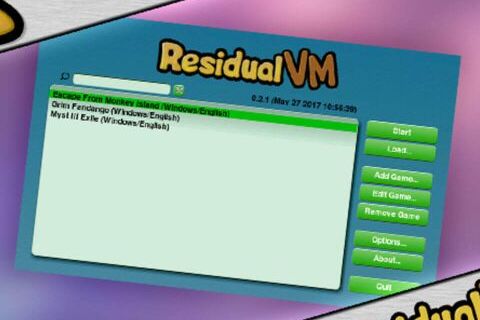 ResidualVM
0.2.1 (May 27 2017 10:56:39)
Escape From Monkey Island (Windows/English)
Grim Fandango (Windows/English)
Myst III Exile (Windows/English)
Start
Load...
Add Game...
Edit Game...
Remove Game
Options...
About...
Quit